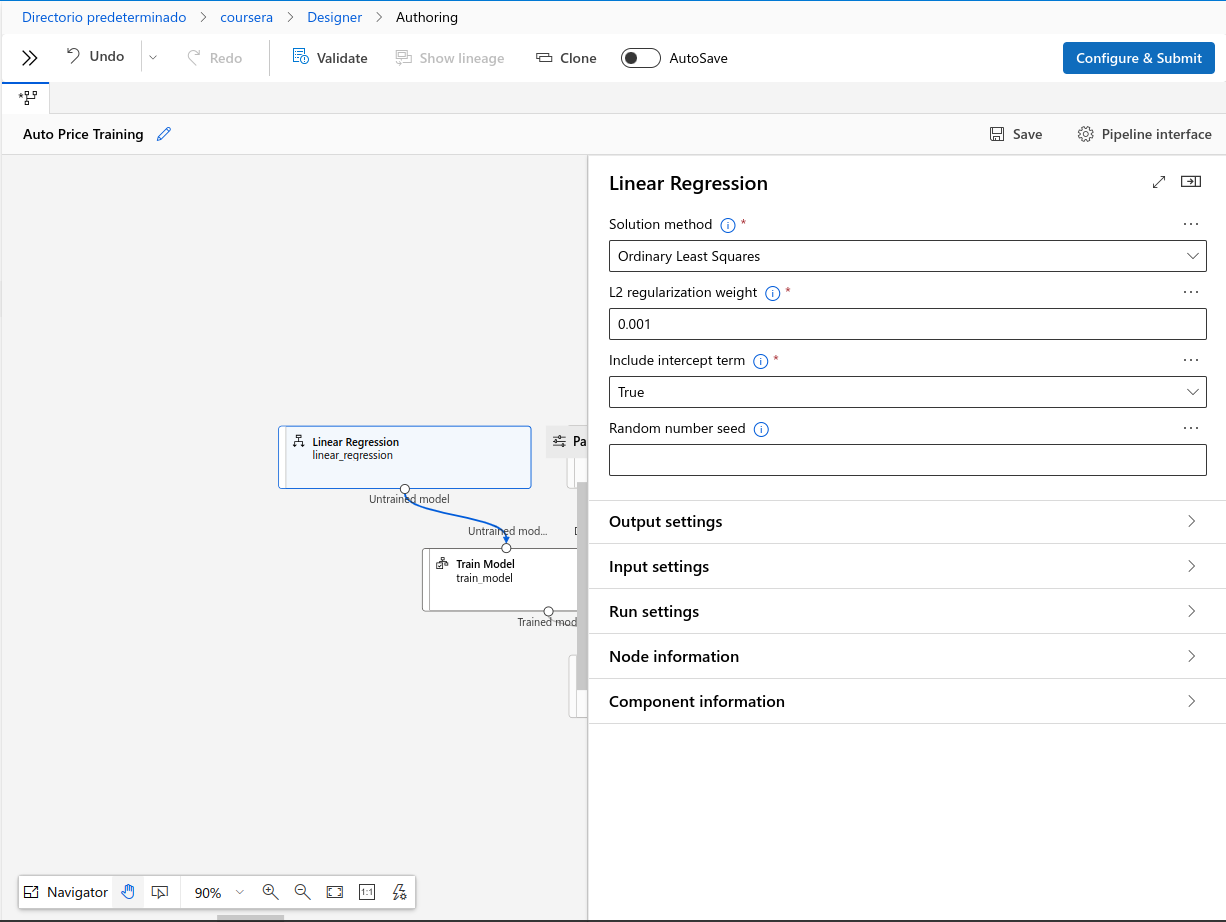 Directorio predeterminado > coursera > Designer > Authoring
Undo Redo Validate Show lineage Clone AutoSave Configure & Submit
Auto Price Training Save Pipeline interface
Linear Regression
Solution method *
Ordinary Least Squares
L2 regularization weight *
0.001
Include intercept term *
True
Random number seed
Output settings
Input settings
Run settings
Node information
Component information
Linear Regression
linear_regression
Pa
Untrained model
Untrained mod...
Train Model
train_model
Trained mod
Navigator 90% 1:1